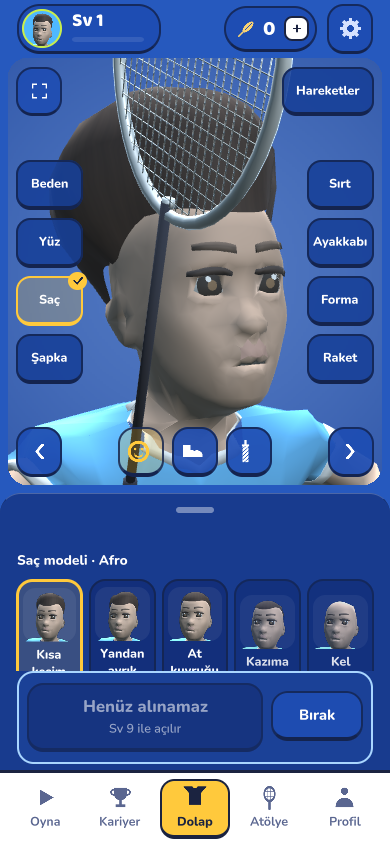 Sv 1
0
+
Hareketler
Beden
Sırt
Yüz
Ayakkabı
Saç
Forma
Şapka
Raket
Saç modeli · Afro
Kısa
kesim
Yandan
ayrık
At
kuyruğu
Kazıma
Kel
Henüz alınamaz
Sv 9 ile açılır
Bırak
Oyna
Kariyer
Dolap
Atölye
Profil